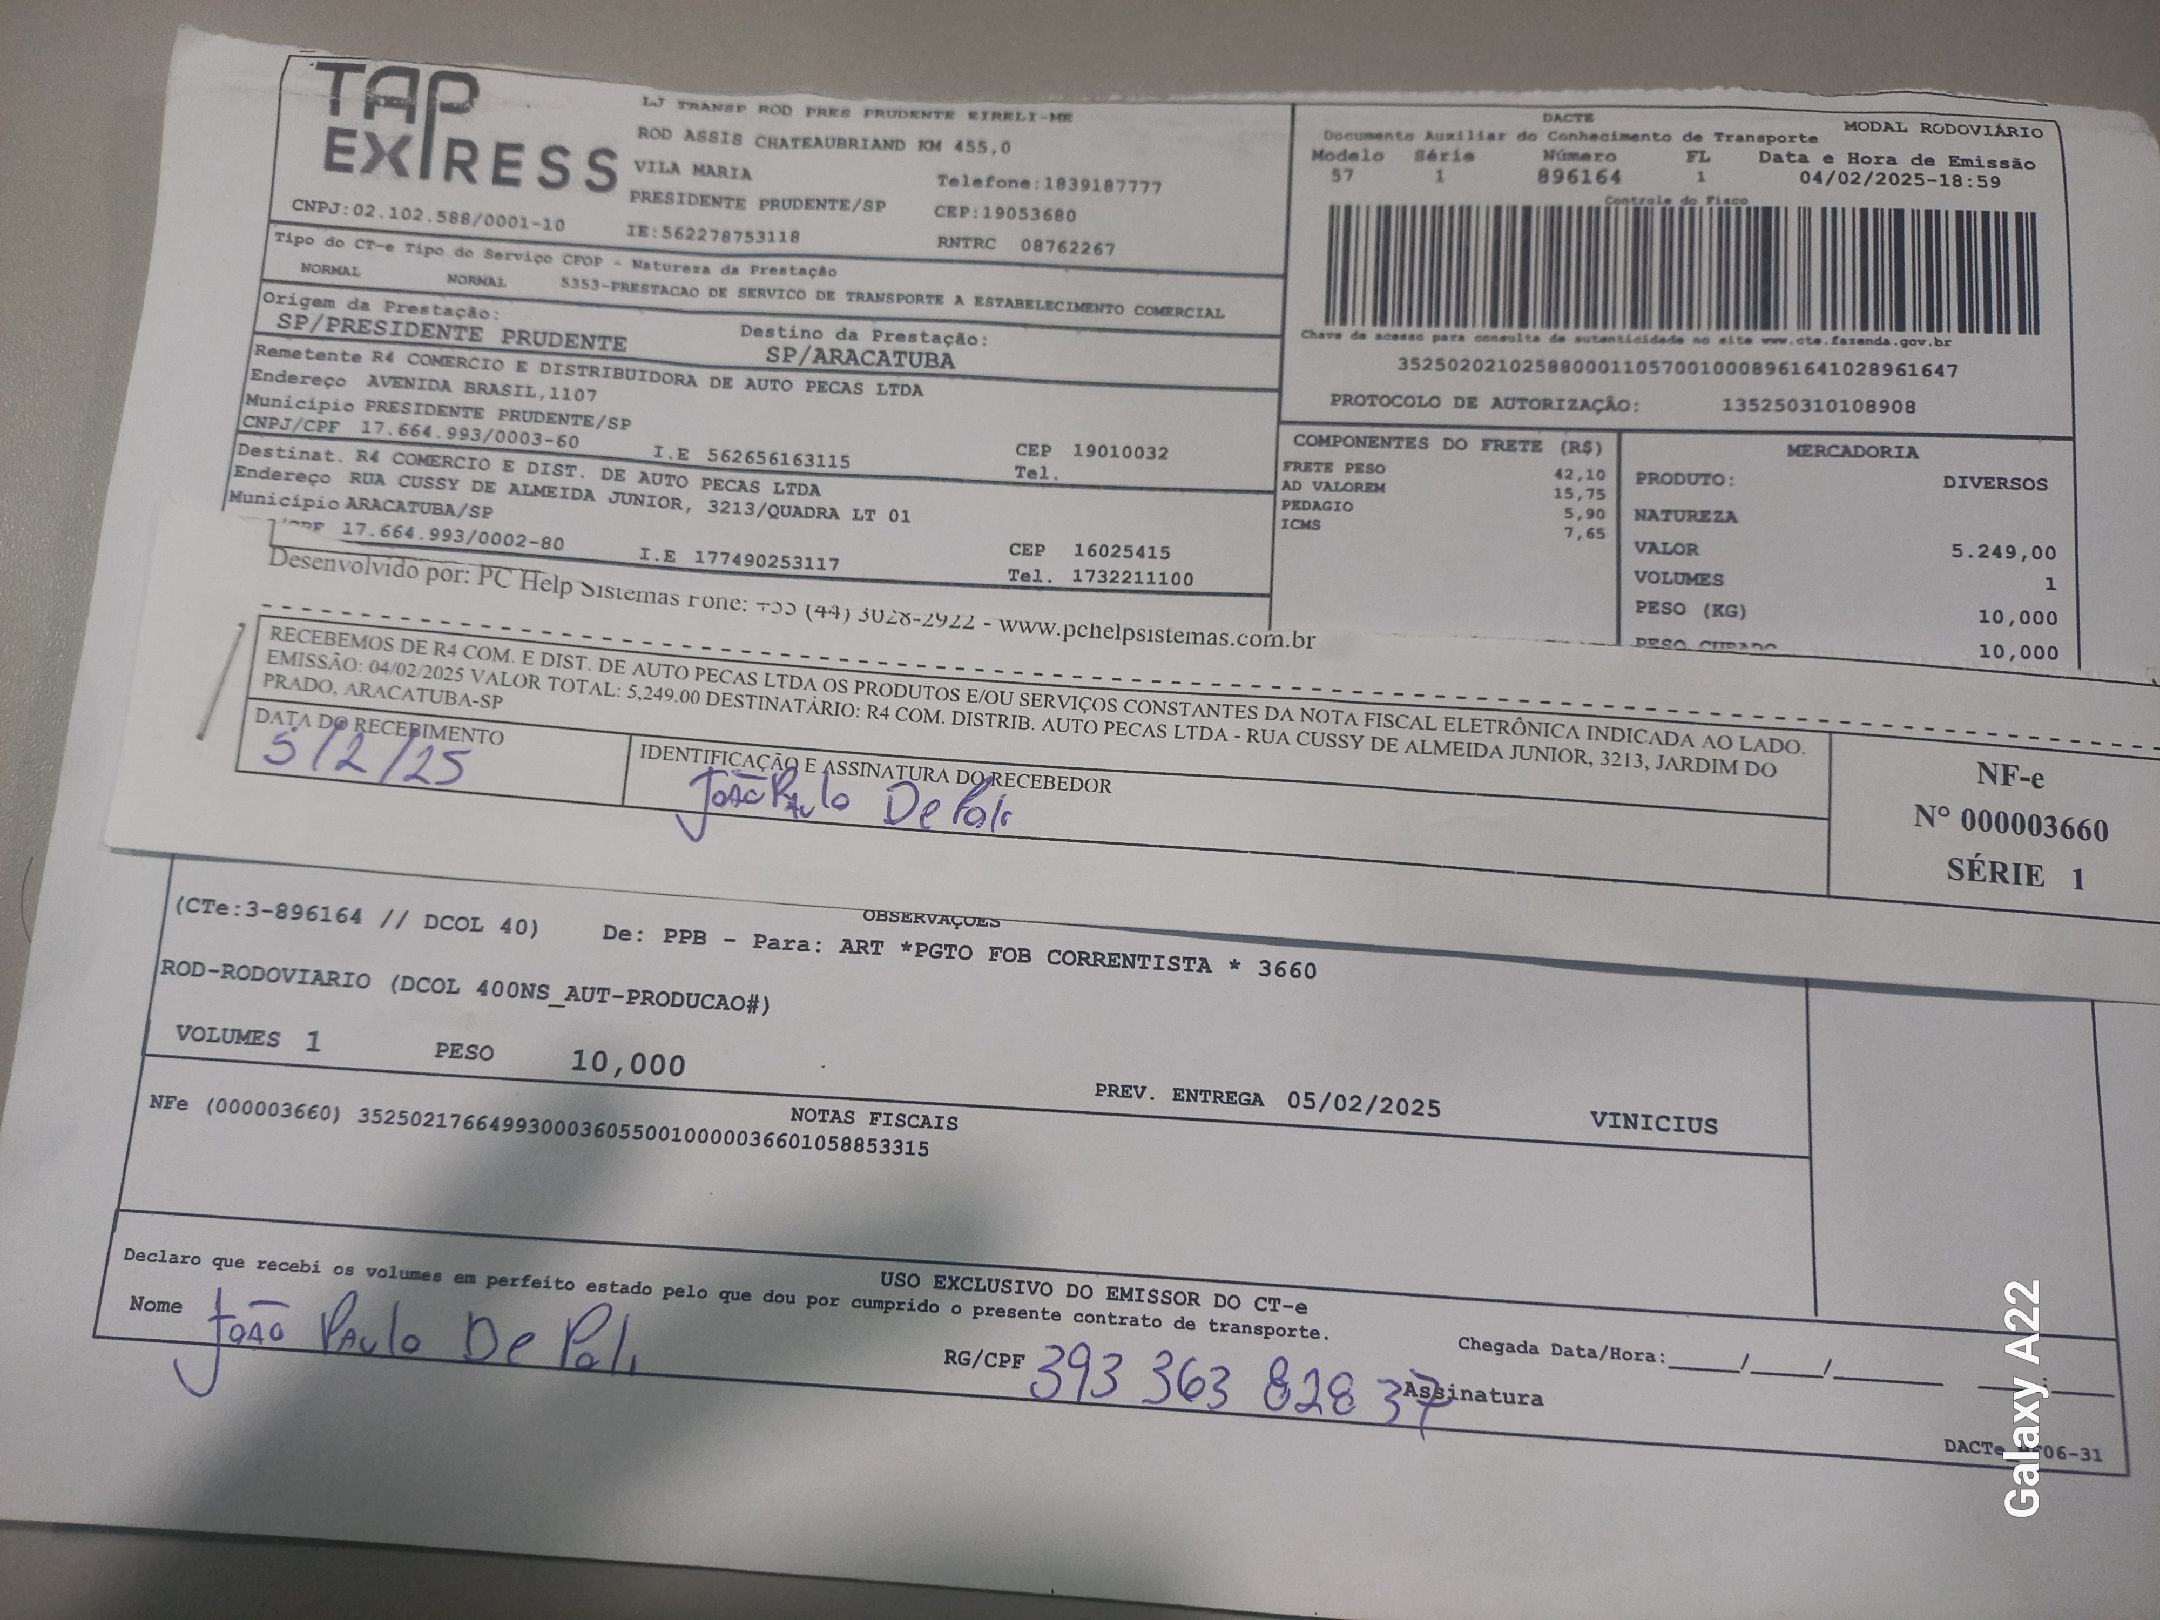 TAP
EXPRESS
CNPJ:02.102.588/0001-10
LJ TRANSP ROD PRES PRUDENTE EIRELI-ME
ROD ASSIS CHATEAUBRIAND KM 455,0
VILA MARIA
Telefone:1839187777
PRESIDENTE PRUDENTE/SP
CEP:19053680
IE:562278753118
RNTRC 08762267
DACTE
Documento Auxiliar do Conhecimento de Transporte
MODAL RODOVIÁRIO
Modelo Série Número FL Data e Hora de Emissão
57 1 896164 1 04/02/2025-18:59
Controle do Fisco
Chave de acesso para consulta de autenticidade no site www.cte.fazenda.gov.br
35250202102588000110570010008961641028961647
PROTOCOLO DE AUTORIZAÇÃO: 135250310108908
Tipo do CT-e Tipo do Serviço CFOP - Natureza da Prestação
NORMAL NORMAL 5353-PRESTACAO DE SERVICO DE TRANSPORTE A ESTABELECIMENTO COMERCIAL
Origem da Prestação: Destino da Prestação:
SP/PRESIDENTE PRUDENTE SP/ARACATUBA
Remetente R4 COMERCIO E DISTRIBUIDORA DE AUTO PECAS LTDA
Endereço AVENIDA BRASIL,1107
Município PRESIDENTE PRUDENTE/SP
CNPJ/CPF 17.664.993/0003-60 I.E 562656163115
CEP 19010032
Tel.
Destinat. R4 COMERCIO E DIST. DE AUTO PECAS LTDA
Endereço RUA CUSSY DE ALMEIDA JUNIOR, 3213/QUADRA LT 01
Município ARACATUBA/SP
/CPF 17.664.993/0002-80 I.E 177490253117
CEP 16025415
Tel. 1732211100
COMPONENTES DO FRETE (R$)
FRETE PESO 42,10
AD VALOREM 15,75
PEDAGIO 5,90
ICMS 7,65
MERCADORIA
PRODUTO: DIVERSOS
NATUREZA
VALOR 5.249,00
VOLUMES 1
PESO (KG) 10,000
PESO CUBADO 10,000
Desenvolvido por: PC Help Sistemas Fone: +55 (44) 3028-2922 - www.pchelpsistemas.com.br
RECEBEMOS DE R4 COM. E DIST. DE AUTO PECAS LTDA OS PRODUTOS E/OU SERVIÇOS CONSTANTES DA NOTA FISCAL ELETRÔNICA INDICADA AO LADO.
EMISSÃO: 04/02/2025 VALOR TOTAL: 5,249.00 DESTINATÁRIO: R4 COM. DISTRIB. AUTO PECAS LTDA - RUA CUSSY DE ALMEIDA JUNIOR, 3213, JARDIM DO
PRADO, ARACATUBA-SP
DATA DO RECEBIMENTO
5/2/25
IDENTIFICAÇÃO E ASSINATURA DO RECEBEDOR
João Paulo De Poli
NF-e
Nº 000003660
SÉRIE 1
OBSERVAÇÕES
(CTe:3-896164 // DCOL 40) De: PPB - Para: ART *PGTO FOB CORRENTISTA * 3660
ROD-RODOVIARIO (DCOL 400NS_AUT-PRODUCAO#)
VOLUMES 1 PESO 10,000
PREV. ENTREGA 05/02/2025 VINICIUS
NOTAS FISCAIS
NFe (000003660) 35250217664993000360550010000036601058853315
USO EXCLUSIVO DO EMISSOR DO CT-e
Declaro que recebi os volumes em perfeito estado pelo que dou por cumprido o presente contrato de transporte.
Nome João Paulo De Poli
RG/CPF 393 363 828 37
Assinatura
Chegada Data/Hora:_____/_____/_______ ____:____
Galaxy A22